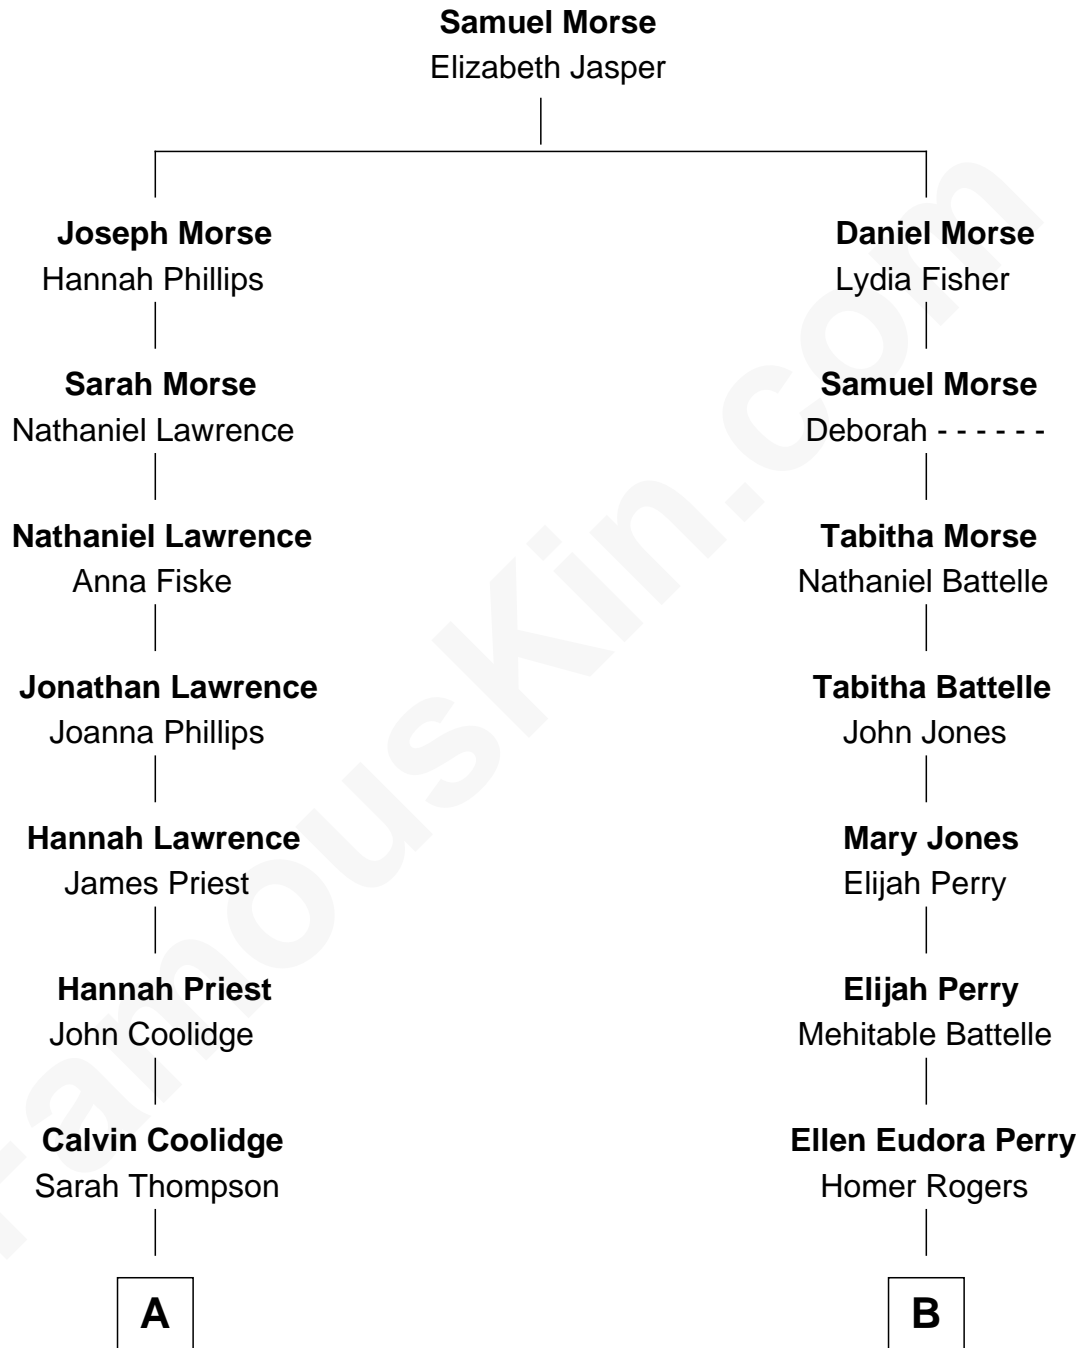 Samuel Morse
Elizabeth Jasper
Joseph Morse
Hannah Phillips
Daniel Morse
Lydia Fisher
Sarah Morse
Nathaniel Lawrence
Samuel Morse
Deborah - - - - - -
Nathaniel Lawrence
Anna Fiske
Tabitha Morse
Nathaniel Battelle
Jonathan Lawrence
Joanna Phillips
Tabitha Battelle
John Jones
Hannah Lawrence
James Priest
Mary Jones
Elijah Perry
Hannah Priest
John Coolidge
Elijah Perry
Mehitable Battelle
Calvin Coolidge
Sarah Thompson
Ellen Eudora Perry
Homer Rogers
A
B
FamousKin.com